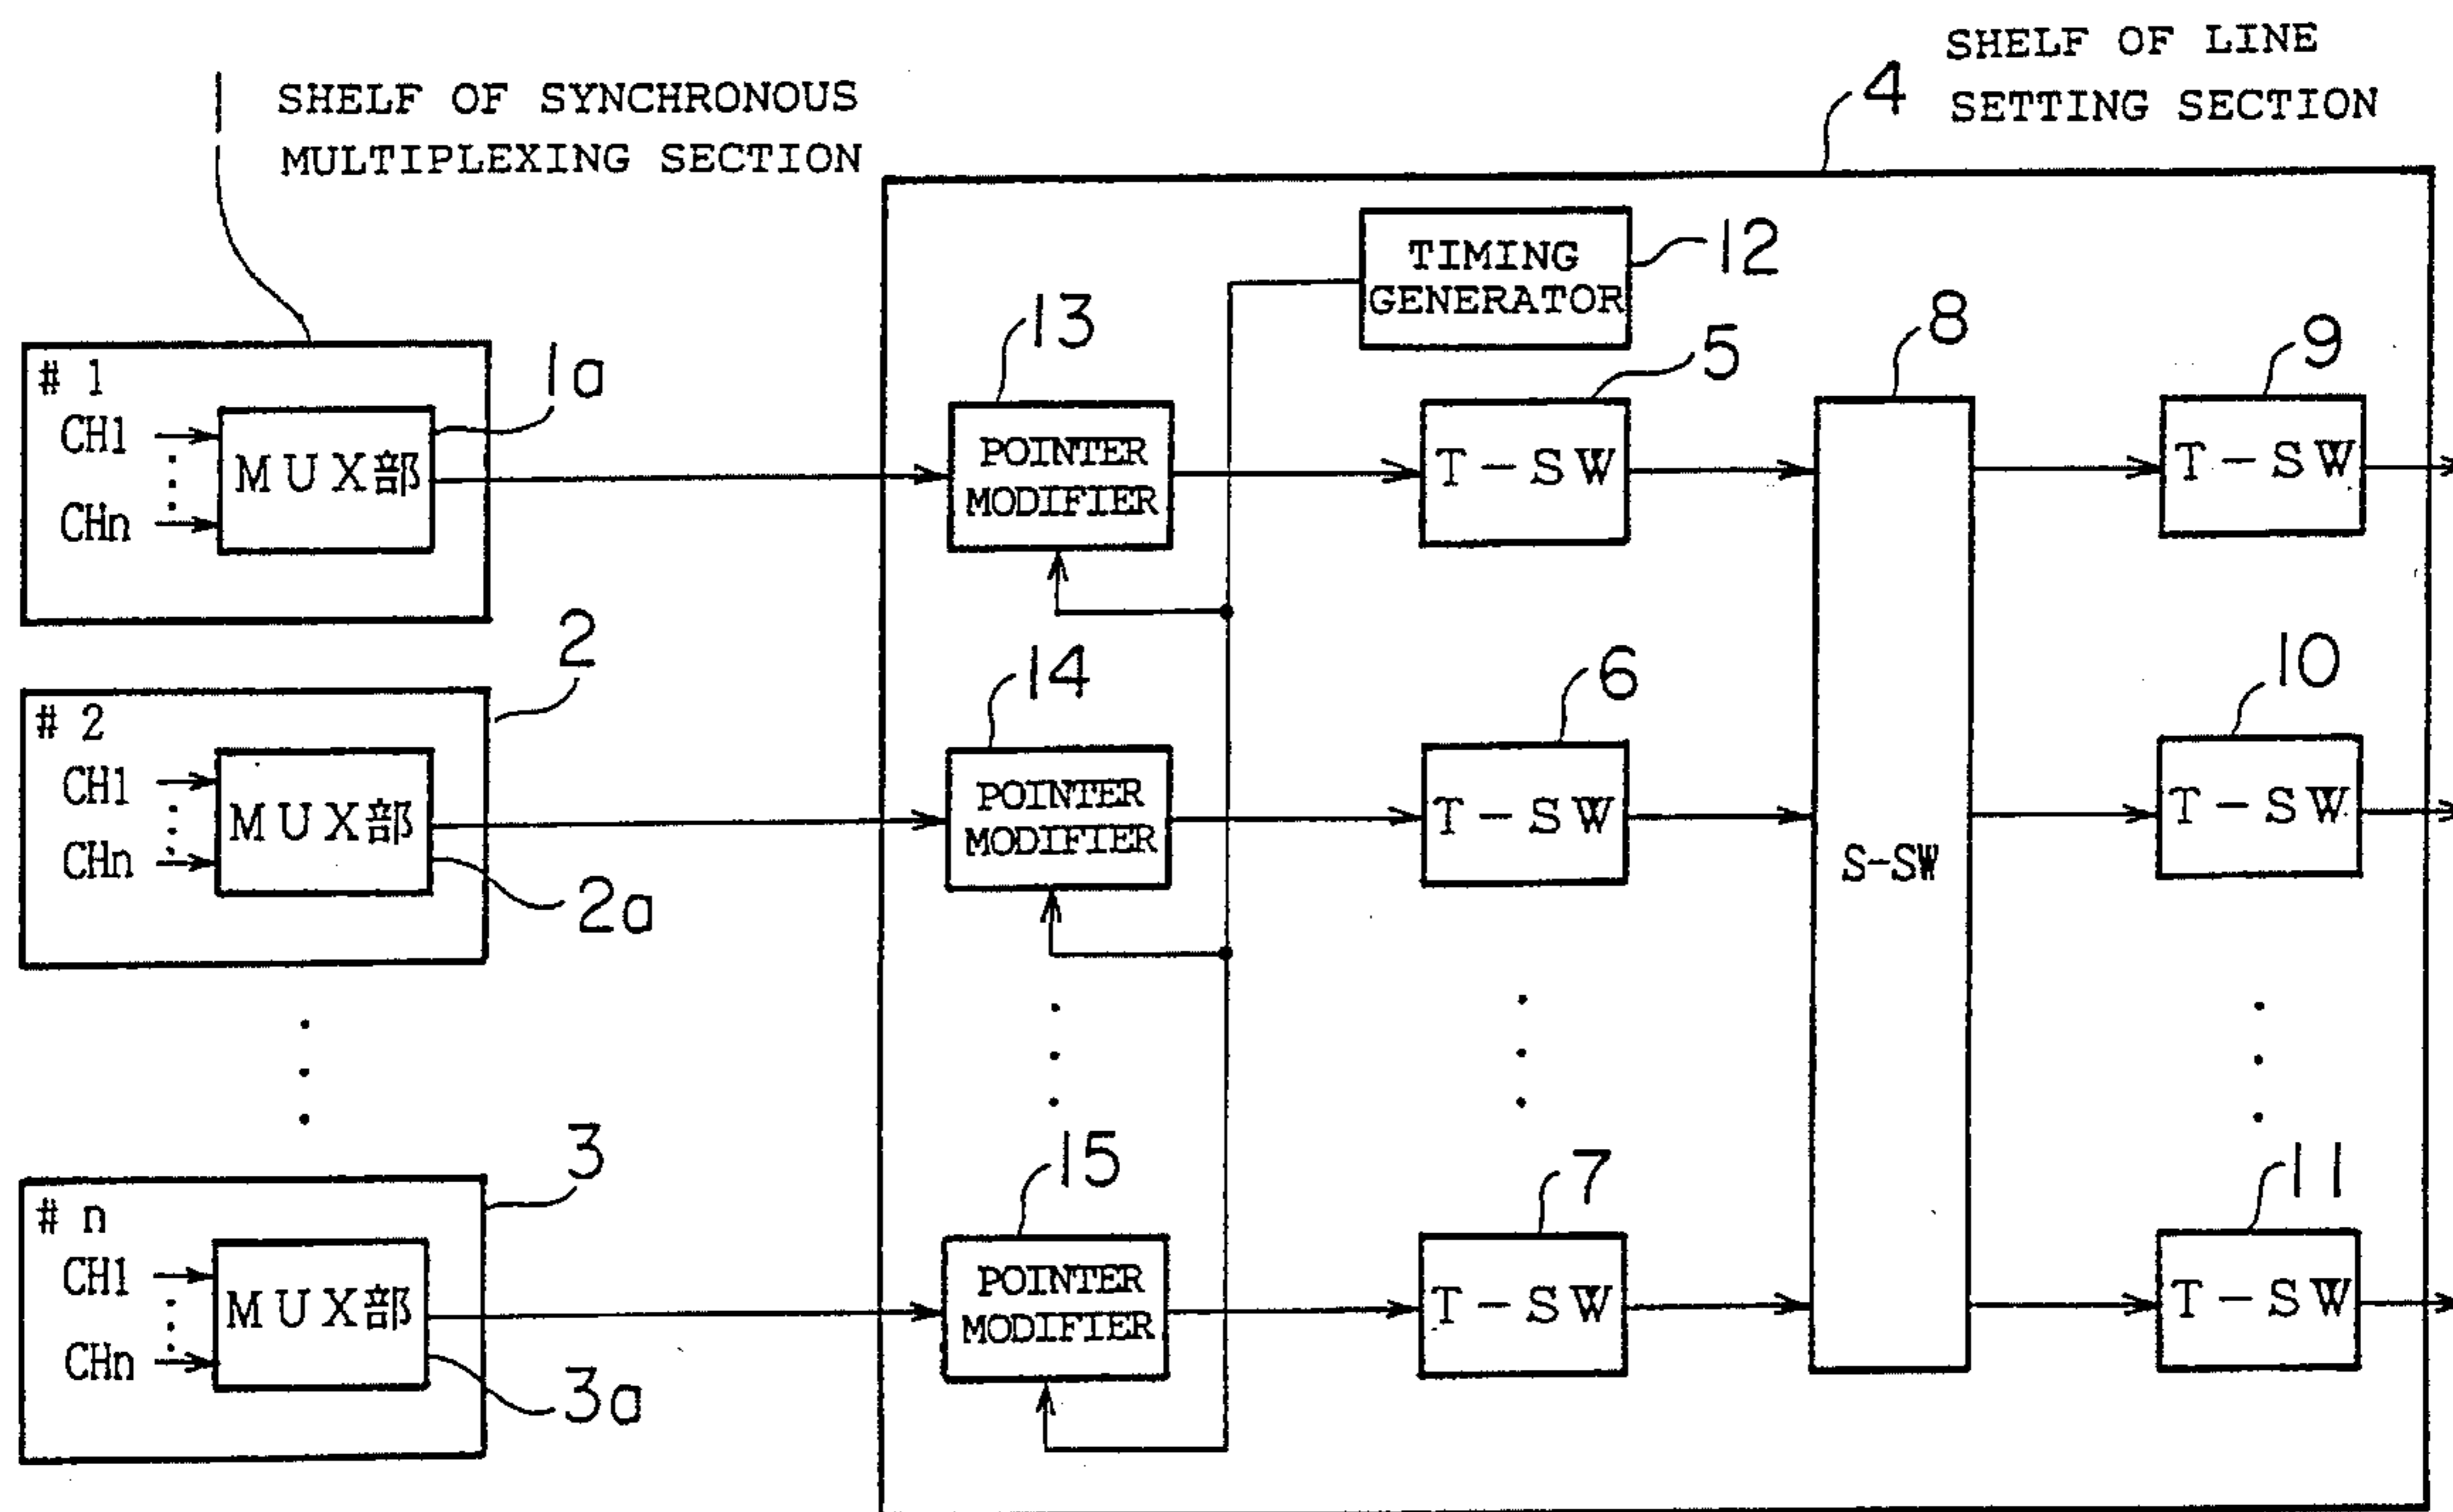 SHELF OF LINE
4
SETTING SECTION
1
SHELF OF SYNCHRONOUS
MULTIPLEXING SECTION
TIMING
GENERATOR
12
13
5
8
9
# 1
1a
CH1
CHn
MUX部
POINTER
MODIFIER
T-SW
T-SW
2
14
6
10
# 2
CH1
CHn
MUX部
2a
POINTER
MODIFIER
T-SW
S-SW
T-SW
3
15
7
11
# n
CH1
CHn
MUX部
3a
POINTER
MODIFIER
T-SW
T-SW